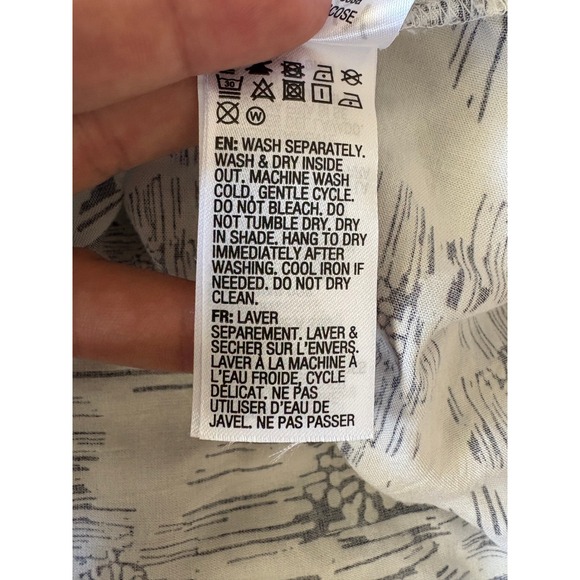 COSE
30
W
EN: WASH SEPARATELY.
WASH & DRY INSIDE
OUT. MACHINE WASH
COLD, GENTLE CYCLE.
DO NOT BLEACH. DO
NOT TUMBLE DRY. DRY
IN SHADE. HANG TO DRY
IMMEDIATELY AFTER
WASHING. COOL IRON IF
NEEDED. DO NOT DRY
CLEAN.
FR: LAVER
SEPAREMENT. LAVER &
SECHER SUR L'ENVERS.
LAVER À LA MACHINE À
L'EAU FROIDE, CYCLE
DÉLICAT. NE PAS
UTILISER D'EAU DE
JAVEL. NE PAS PASSER